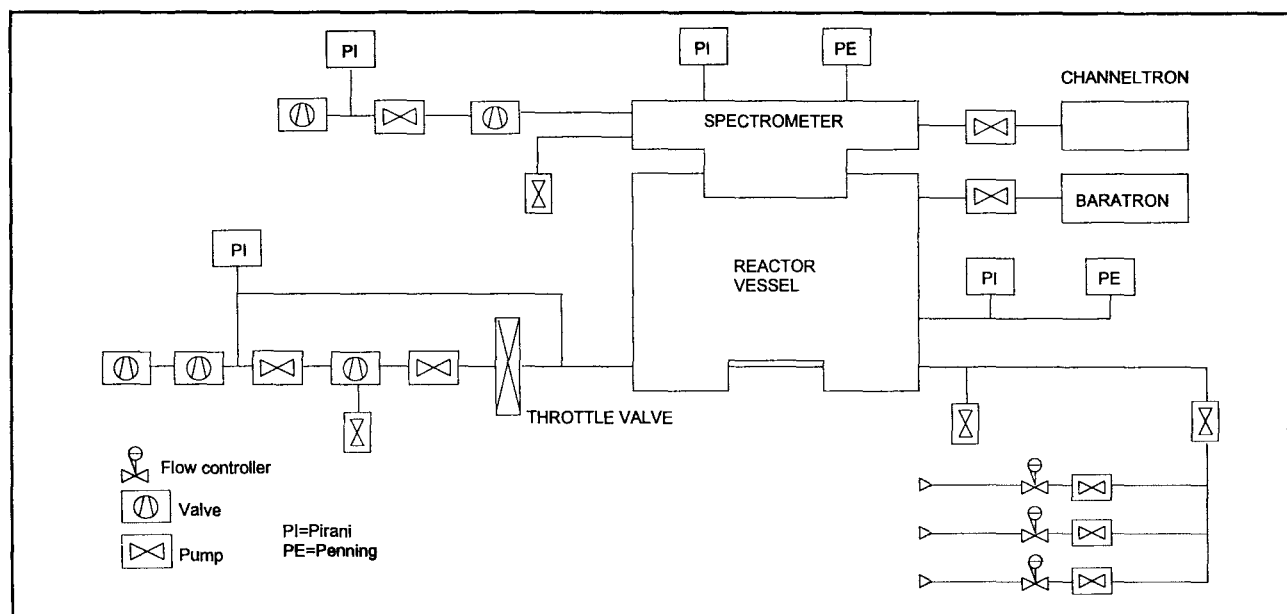 PI
PI
PE
CHANNELTRON
SPECTROMETER
BARATRON
PI
REACTOR
VESSEL
PI
PE
THROTTLE VALVE
Flow controller
Valve
PI=Pirani
PE=Penning
Pump